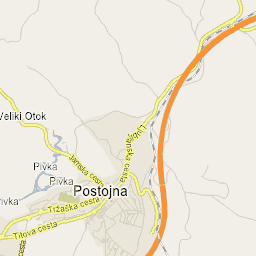 Veliki Otok
Ljubljanska cesta
Jamska cesta
Pivka
Pivka
Postojna
Pivka
Tržaška cesta
Titova cesta